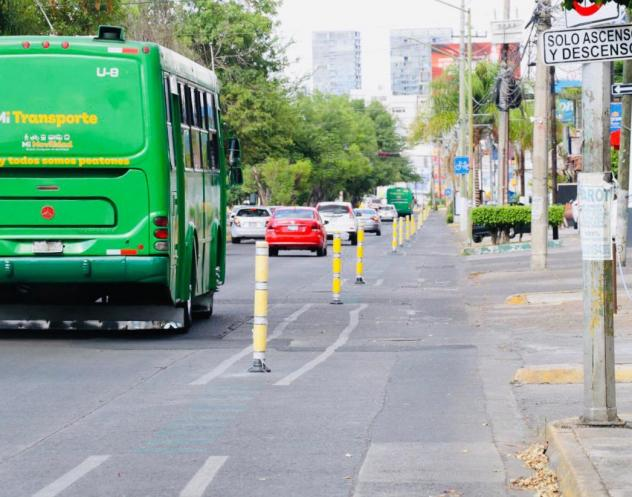 U-8
Mi Transporte
Mi
Movilidad
y todos somos peatones
SOLO ASCENSO
Y DESCENSO